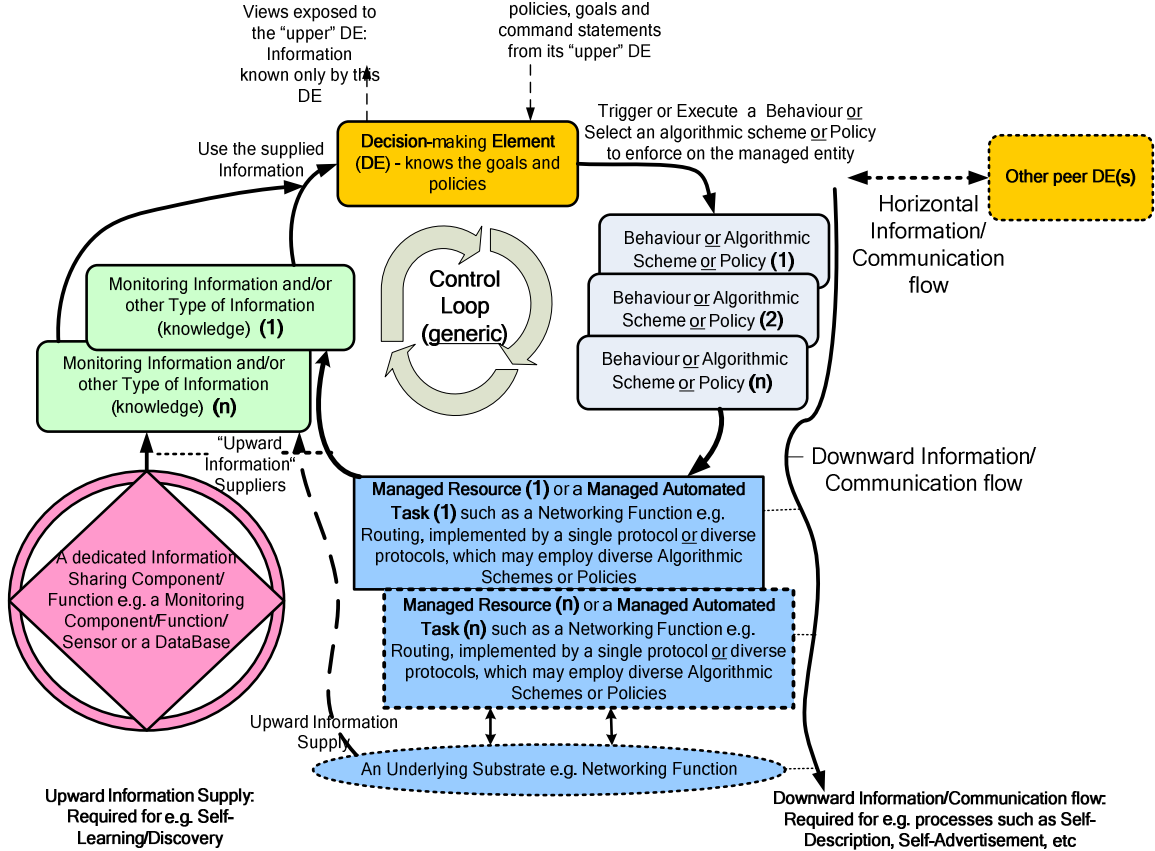 Views exposed to
the “upper” DE:
Information
known only by this
DE
policies, goals and
command statements
from its “upper” DE
Trigger or Execute a Behaviour or
Select an algorithmic scheme or Policy
to enforce on the managed entity
Use the supplied
Information
Decision-making Element
(DE) - knows the goals and
policies
Other peer DE(s)
Horizontal
Information/
Communication
flow
Behaviour or Algorithmic
Scheme or Policy (1)
Behaviour or Algorithmic
Scheme or Policy (2)
Behaviour or Algorithmic
Scheme or Policy (n)
Control
Loop
(generic)
Monitoring Information and/or
other Type of Information
(knowledge) (1)
Monitoring Information and/or
other Type of Information
(knowledge) (n)
“Upward
Information“
Suppliers
Downward Information/
Communication flow
Managed Resource (1) or a Managed Automated
Task (1) such as a Networking Function e.g.
Routing, implemented by a single protocol or diverse
protocols, which may employ diverse Algorithmic
Schemes or Policies
A dedicated Information
Sharing Component/
Function e.g. a Monitoring
Component/Function/
Sensor or a DataBase
Managed Resource (n) or a Managed Automated
Task (n) such as a Networking Function e.g.
Routing, implemented by a single protocol or diverse
protocols, which may employ diverse Algorithmic
Schemes or Policies
Upward Information
Supply
An Underlying Substrate e.g. Networking Function
Upward Information Supply:
Required for e.g. Self-
Learning/Discovery
Downward Information/Communication flow:
Required for e.g. processes such as Self-
Description, Self-Advertisement, etc